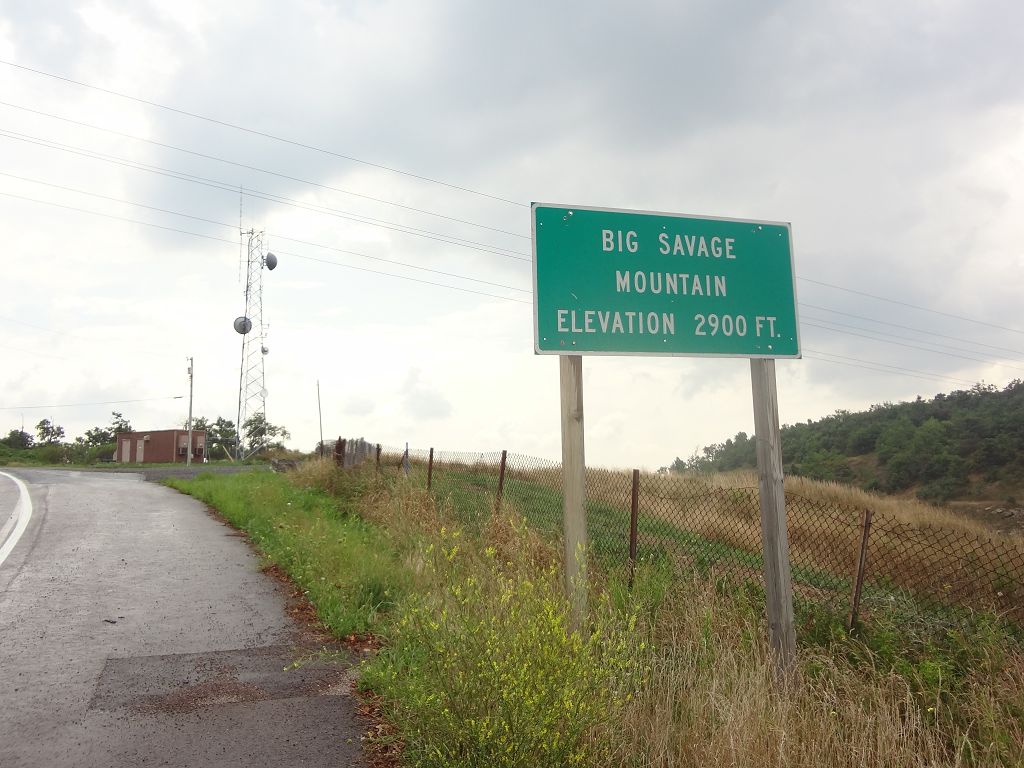 BIG SAVAGE
MOUNTAIN
ELEVATION 2900 FT.